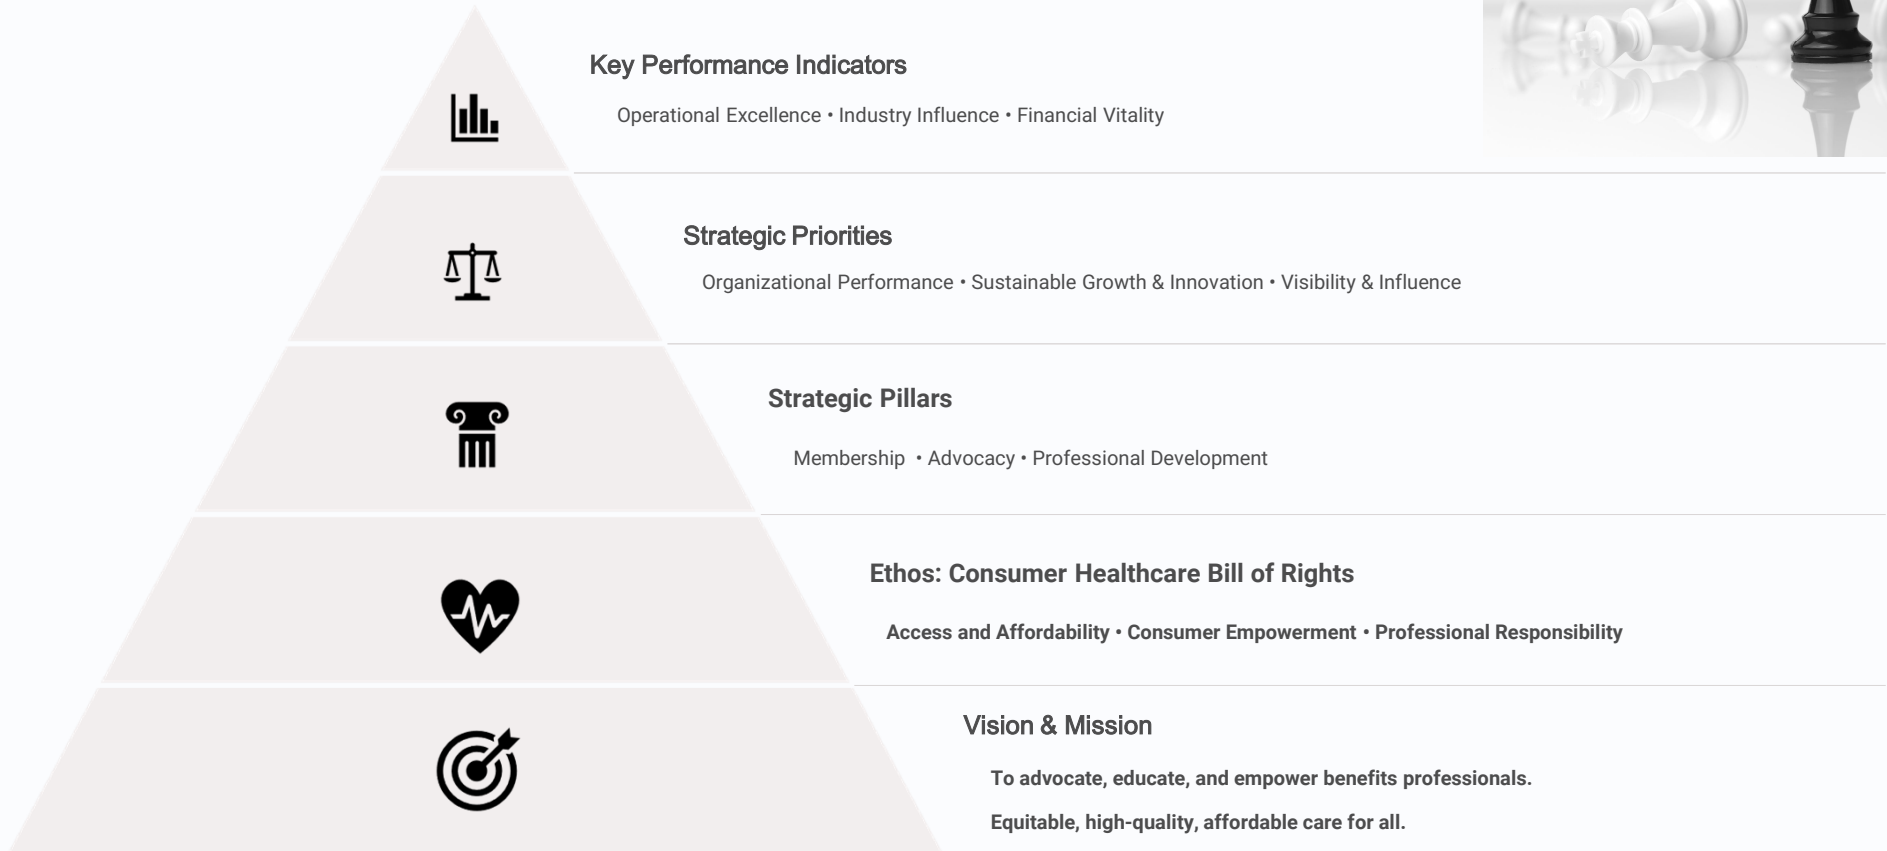 Key Performance Indicators
Operational Excellence • Industry Influence • Financial Vitality
Strategic Priorities
Organizational Performance • Sustainable Growth & Innovation • Visibility & Influence
Strategic Pillars
Membership • Advocacy • Professional Development
Ethos: Consumer Healthcare Bill of Rights
Access and Affordability • Consumer Empowerment • Professional Responsibility
Vision & Mission
To advocate, educate, and empower benefits professionals.
Equitable, high-quality, affordable care for all.